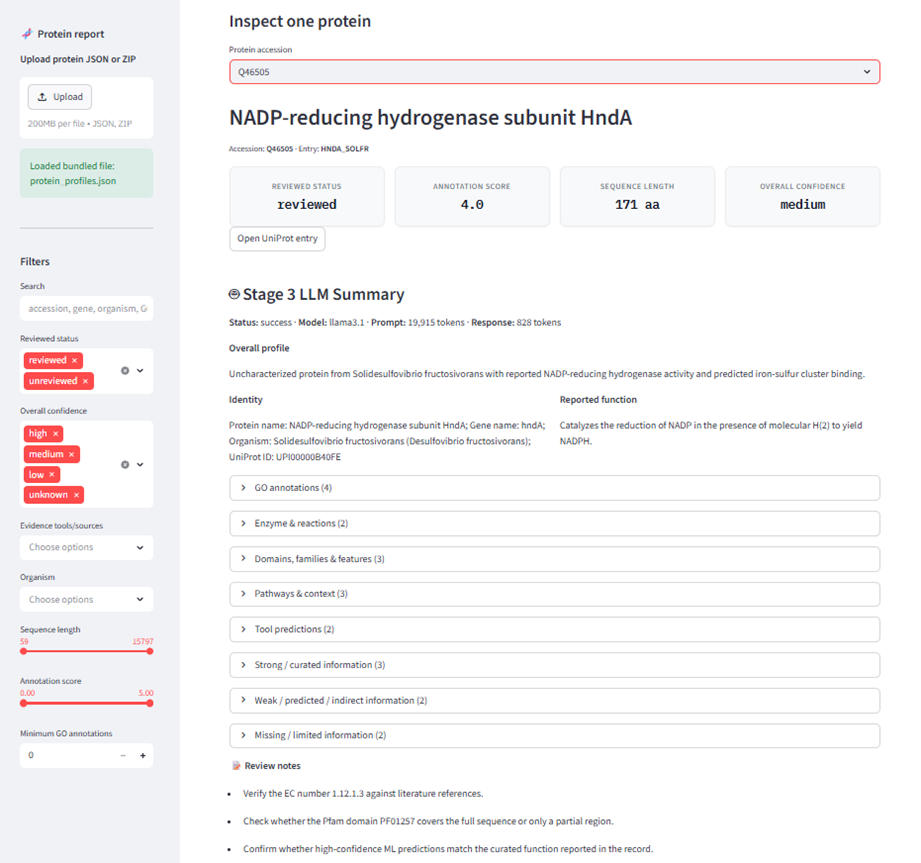 Protein report
Upload protein JSON or ZIP
Upload
200MB per file • JSON, ZIP
Loaded bundled file:
protein_profiles.json
Filters
Search
accession, gene, organism, G
Reviewed status
reviewed ×
unreviewed ×
Overall confidence
high ×
medium ×
low ×
unknown ×
Evidence tools/sources
Choose options
Organism
Choose options
Sequence length
59 15797
Annotation score
0.00 5.00
Minimum GO annotations
0 − +
Inspect one protein
Protein accession
Q46505
NADP-reducing hydrogenase subunit HndA
Accession: Q46505 · Entry: HNDA_SOLFR
REVIEWED STATUS
reviewed
ANNOTATION SCORE
4.0
SEQUENCE LENGTH
171 aa
OVERALL CONFIDENCE
medium
Open UniProt entry
Stage 3 LLM Summary
Status: success · Model: llama3.1 · Prompt: 19,915 tokens · Response: 828 tokens
Overall profile
Uncharacterized protein from Solidesulfovibrio fructosivorans with reported NADP-reducing hydrogenase activity and predicted iron-sulfur cluster binding.
Identity
Protein name: NADP-reducing hydrogenase subunit HndA; Gene name: hndA;
Organism: Solidesulfovibrio fructosivorans (Desulfovibrio fructosivorans);
UniProt ID: UPI00000B40FE
Reported function
Catalyzes the reduction of NADP in the presence of molecular H(2) to yield
NADPH.
GO annotations (4)
Enzyme & reactions (2)
Domains, families & features (3)
Pathways & context (3)
Tool predictions (2)
Strong / curated information (3)
Weak / predicted / indirect information (2)
Missing / limited information (2)
Review notes
• Verify the EC number 1.12.1.3 against literature references.
• Check whether the Pfam domain PF01257 covers the full sequence or only a partial region.
• Confirm whether high-confidence ML predictions match the curated function reported in the record.